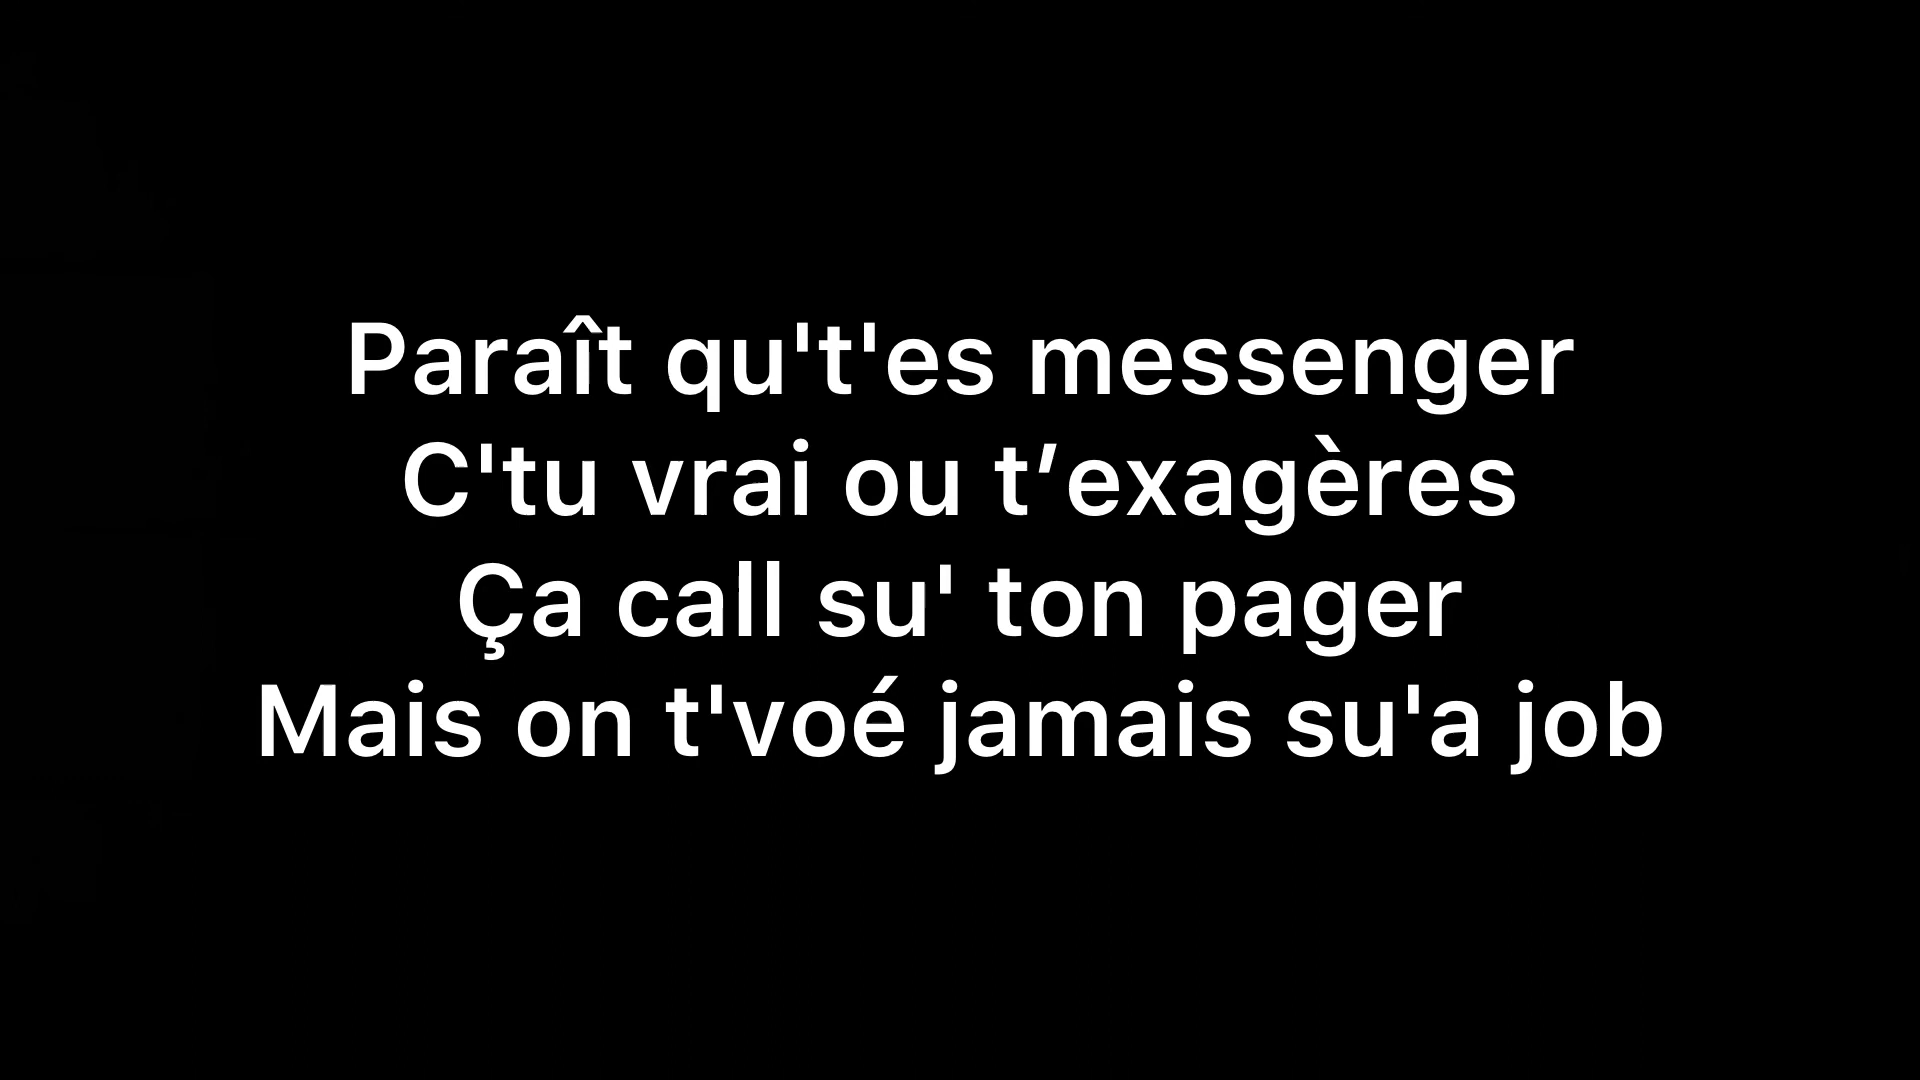 Paraît qu't'es messenger
C'tu vrai ou t’exagères
Ça call su' ton pager
Mais on t'voé jamais su'a job